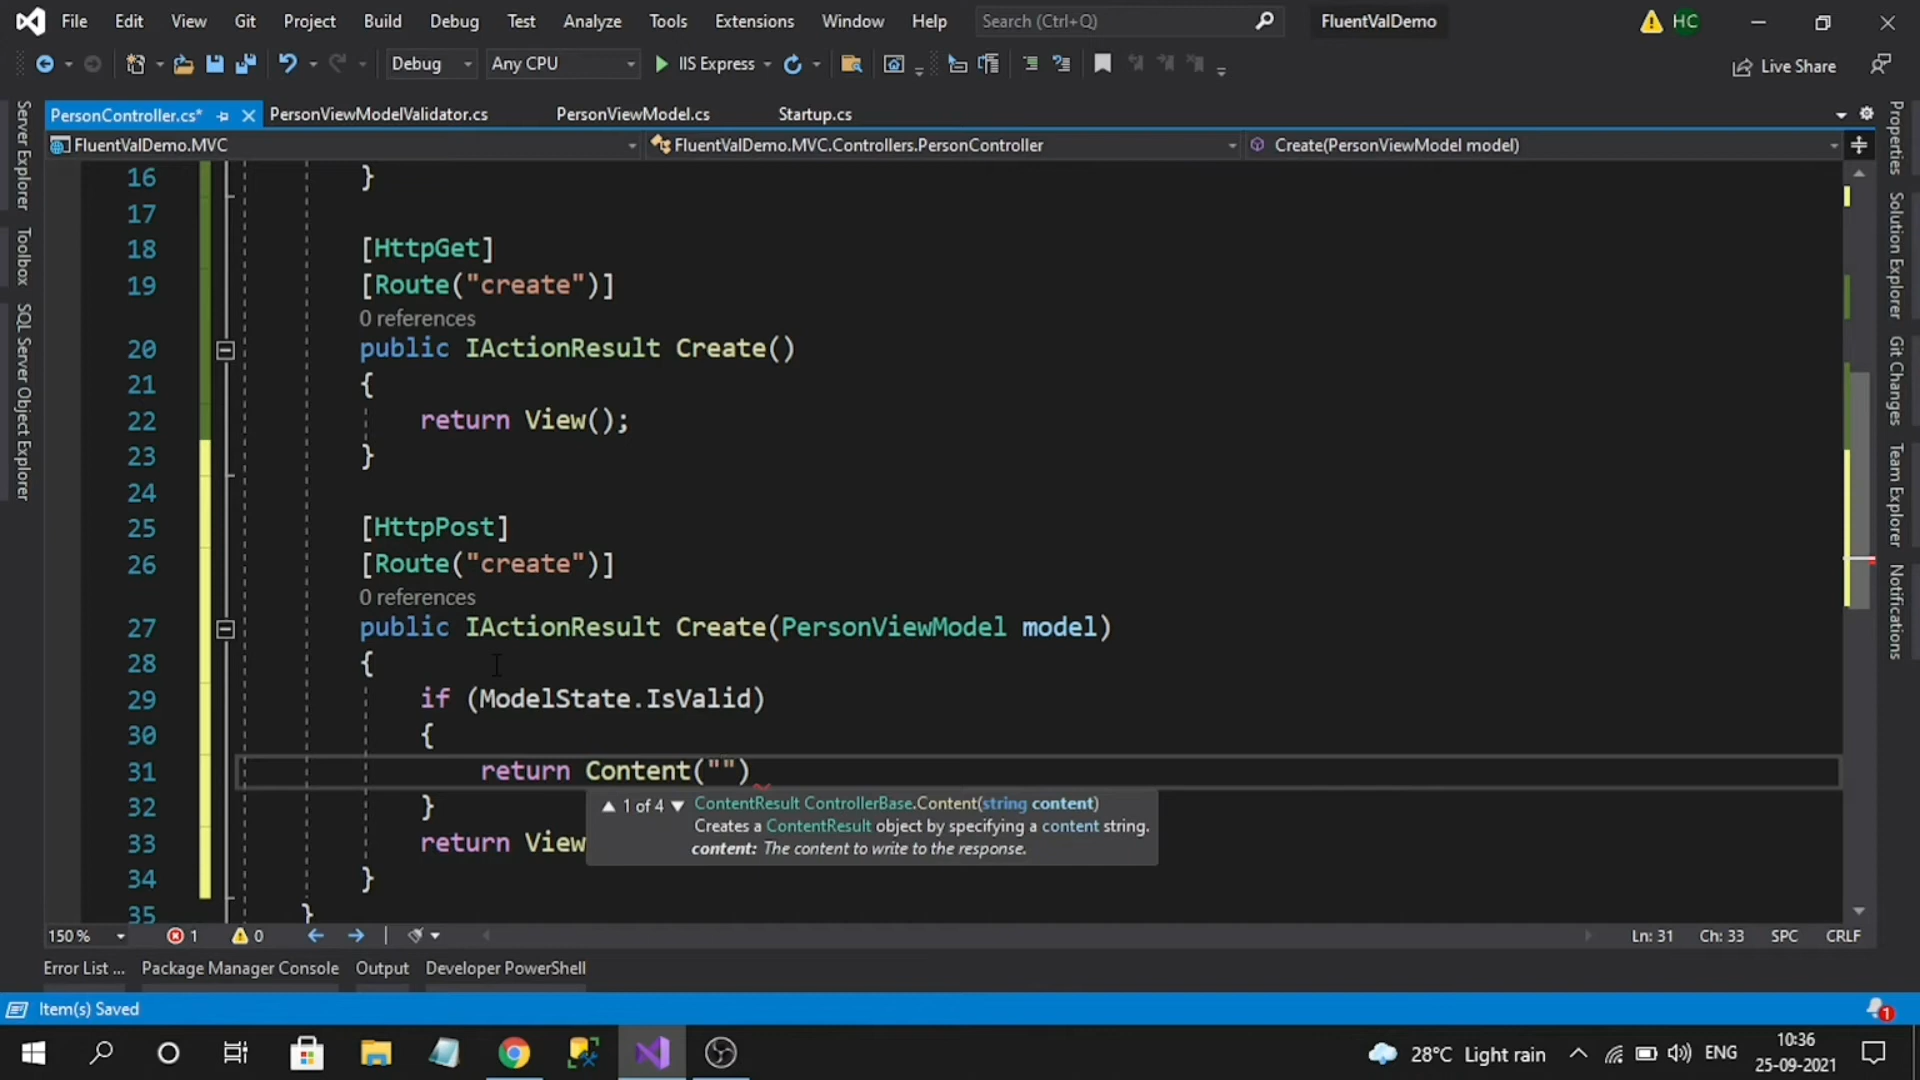 File Edit View Git Project Build Debug Test Analyze Tools Extensions Window Help Search (Ctrl+Q) FluentValDemo HC
Debug Any CPU IIS Express Live Share
PersonController.cs* PersonViewModelValidator.cs PersonViewModel.cs Startup.cs
FluentValDemo.MVC FluentValDemo.MVC.Controllers.PersonController Create(PersonViewModel model)
Server Explorer
Toolbox
SQL Server Object Explorer
16 }
17
18 [HttpGet]
19 [Route("create")]
0 references
20 public IActionResult Create()
21 {
22 return View();
23 }
24
25 [HttpPost]
26 [Route("create")]
0 references
27 public IActionResult Create(PersonViewModel model)
28 {
29 if (ModelState.IsValid)
30 {
31 return Content("")
32 }
1 of 4 ContentResult ControllerBase.Content(string content)
Creates a ContentResult object by specifying a content string.
content: The content to write to the response.
33 return View
34 }
35 }
Properties
Solution Explorer
Git Changes
Team Explorer
Notifications
150 % 1 0 Ln: 31 Ch: 33 SPC CRLF
Error List ... Package Manager Console Output Developer PowerShell
Item(s) Saved 1
28°C Light rain ENG 10:36
25-09-2021